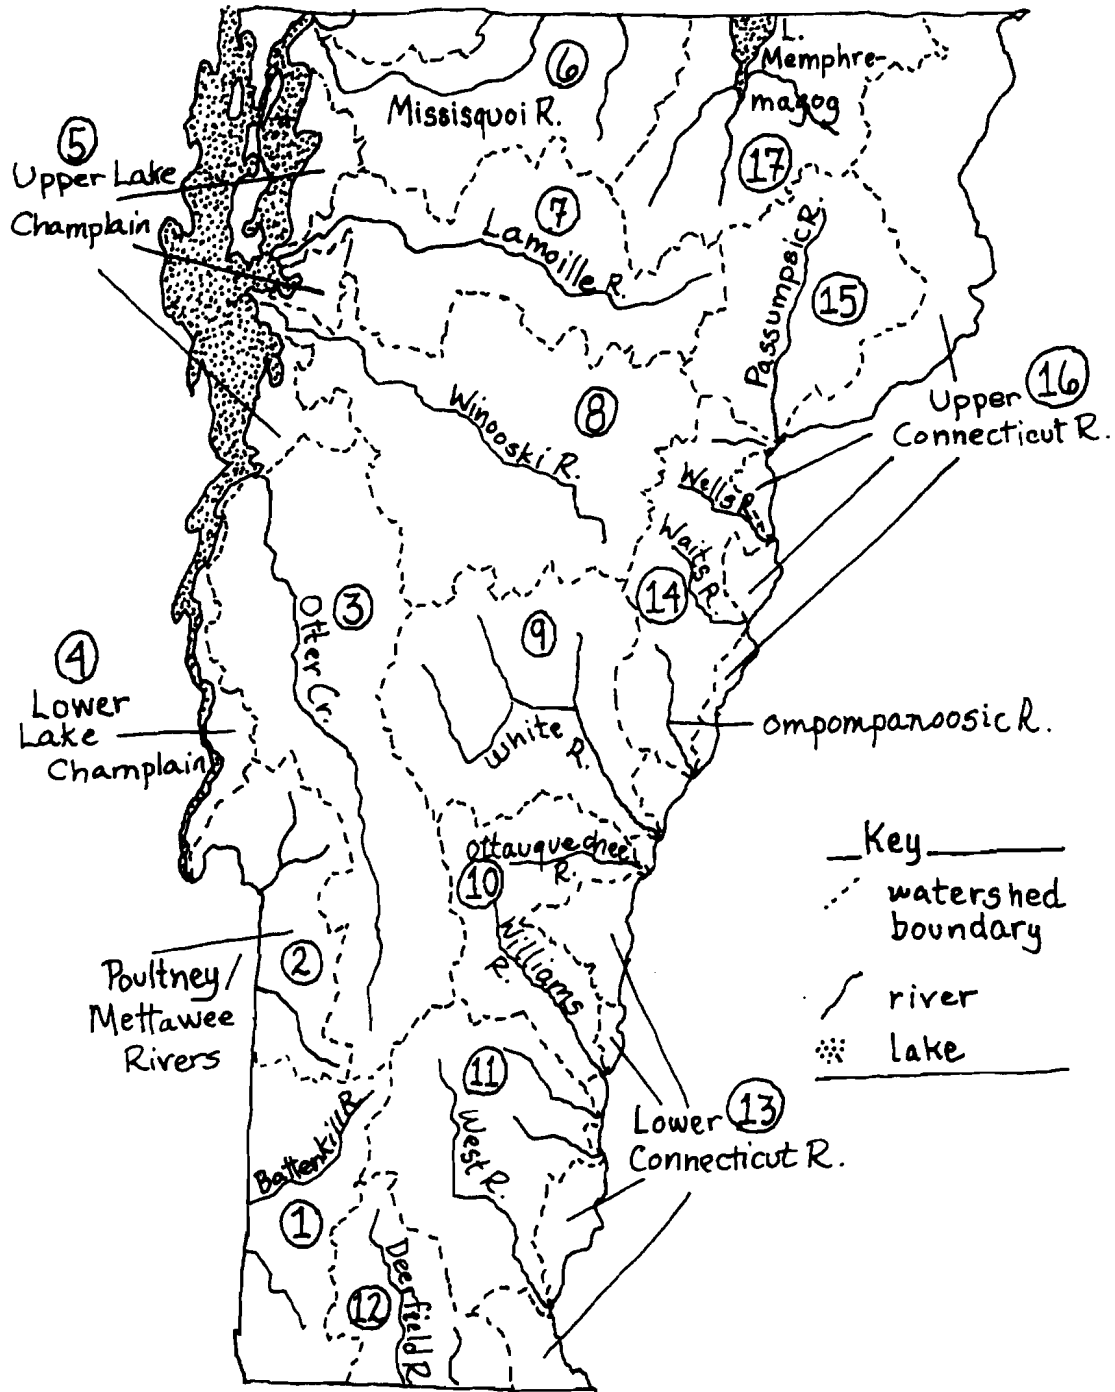 L.
Memphre-
magog
6
Missisquoi R.
5
Upper Lake
Champlain
17
7
Lamoille R.
Passumpsic R.
15
16
Upper
Connecticut R.
8
Winooski R.
Wells R.
Waits R.
14
3
Otter Cr.
9
4
Lower
Lake
Champlain
White R.
Ompompanoosic R.
Ottauquechee R.
10
Williams R.
Key
watershed
boundary
river
lake
2
Poultney/
Mettawee
Rivers
11
West R.
Lower 13
Connecticut R.
Battenkill R.
1
12
Deerfield R.